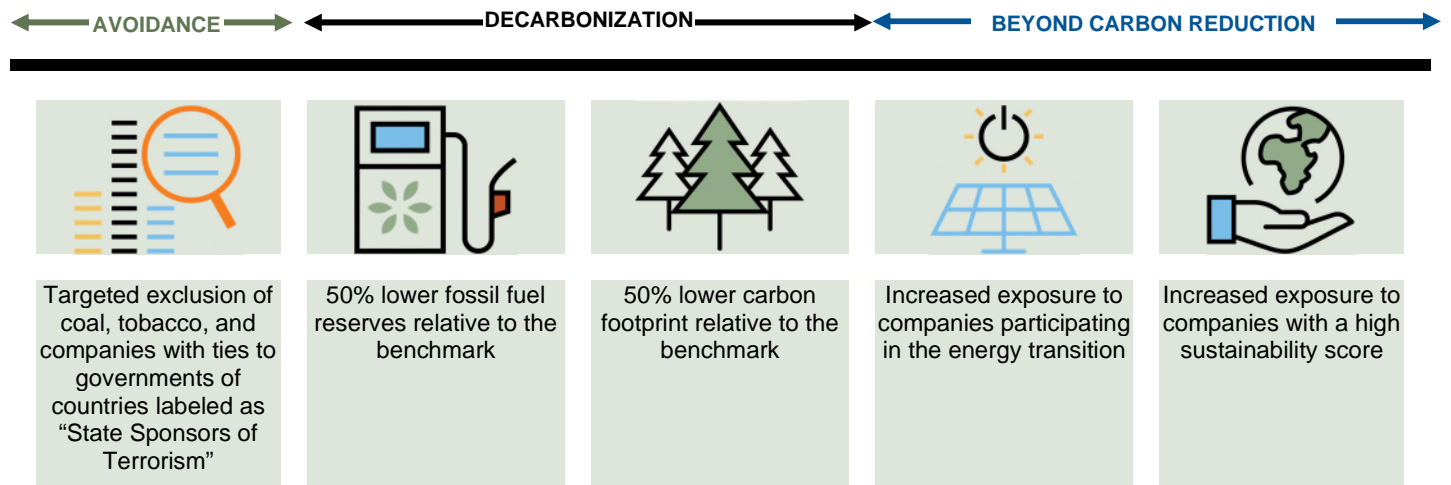 AVOIDANCE
DECARBONIZATION
BEYOND CARBON REDUCTION
Targeted exclusion of
coal, tobacco, and
companies with ties to
governments of
countries labeled as
“State Sponsors of
Terrorism”
50% lower fossil fuel
reserves relative to the
benchmark
50% lower carbon
footprint relative to the
benchmark
Increased exposure to
companies participating
in the energy transition
Increased exposure to
companies with a high
sustainability score